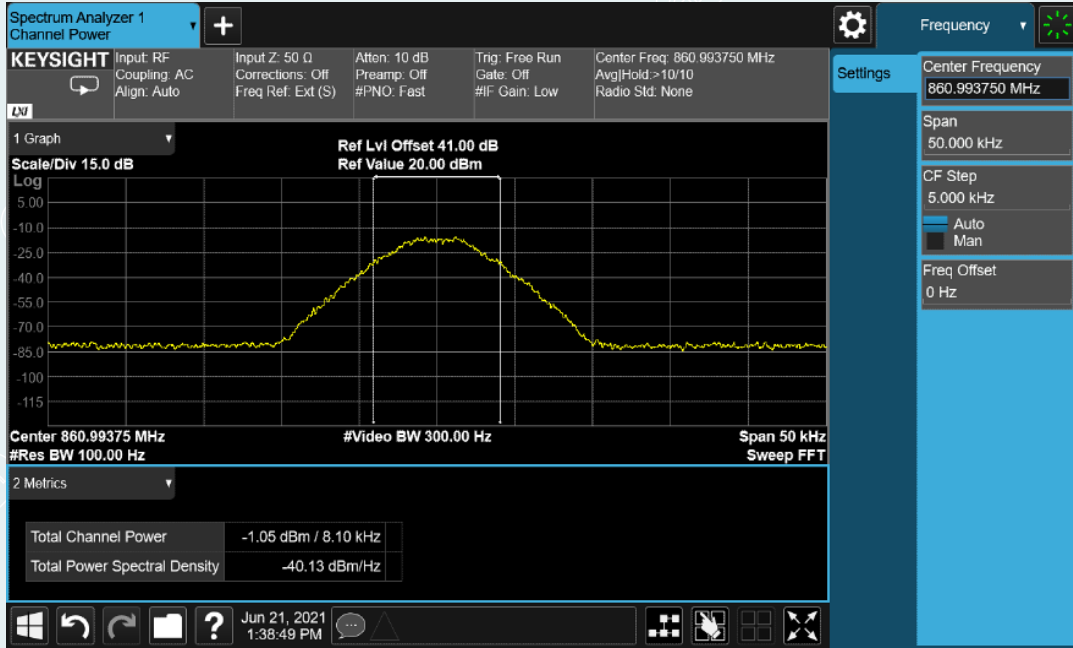 Spectrum Analyzer 1
Channel Power
+
Frequency
KEYSIGHT
LXI
Input: RF
Coupling: AC
Align: Auto
Input Z: 50 Ω
Corrections: Off
Freq Ref: Ext (S)
Atten: 10 dB
Preamp: Off
#PNO: Fast
Trig: Free Run
Gate: Off
#IF Gain: Low
Center Freq: 860.993750 MHz
Avg|Hold:>10/10
Radio Std: None
Settings
Center Frequency
860.993750 MHz
Span
50.000 kHz
CF Step
5.000 kHz
Auto
Man
Freq Offset
0 Hz
1 Graph
Scale/Div 15.0 dB
Ref Lvl Offset 41.00 dB
Ref Value 20.00 dBm
Log
5.00
-10.0
-25.0
-40.0
-55.0
-70.0
-85.0
-100
-115
Center 860.99375 MHz
#Res BW 100.00 Hz
#Video BW 300.00 Hz
Span 50 kHz
Sweep FFT
2 Metrics
Total Channel Power -1.05 dBm / 8.10 kHz
Total Power Spectral Density -40.13 dBm/Hz
?
Jun 21, 2021
1:38:49 PM